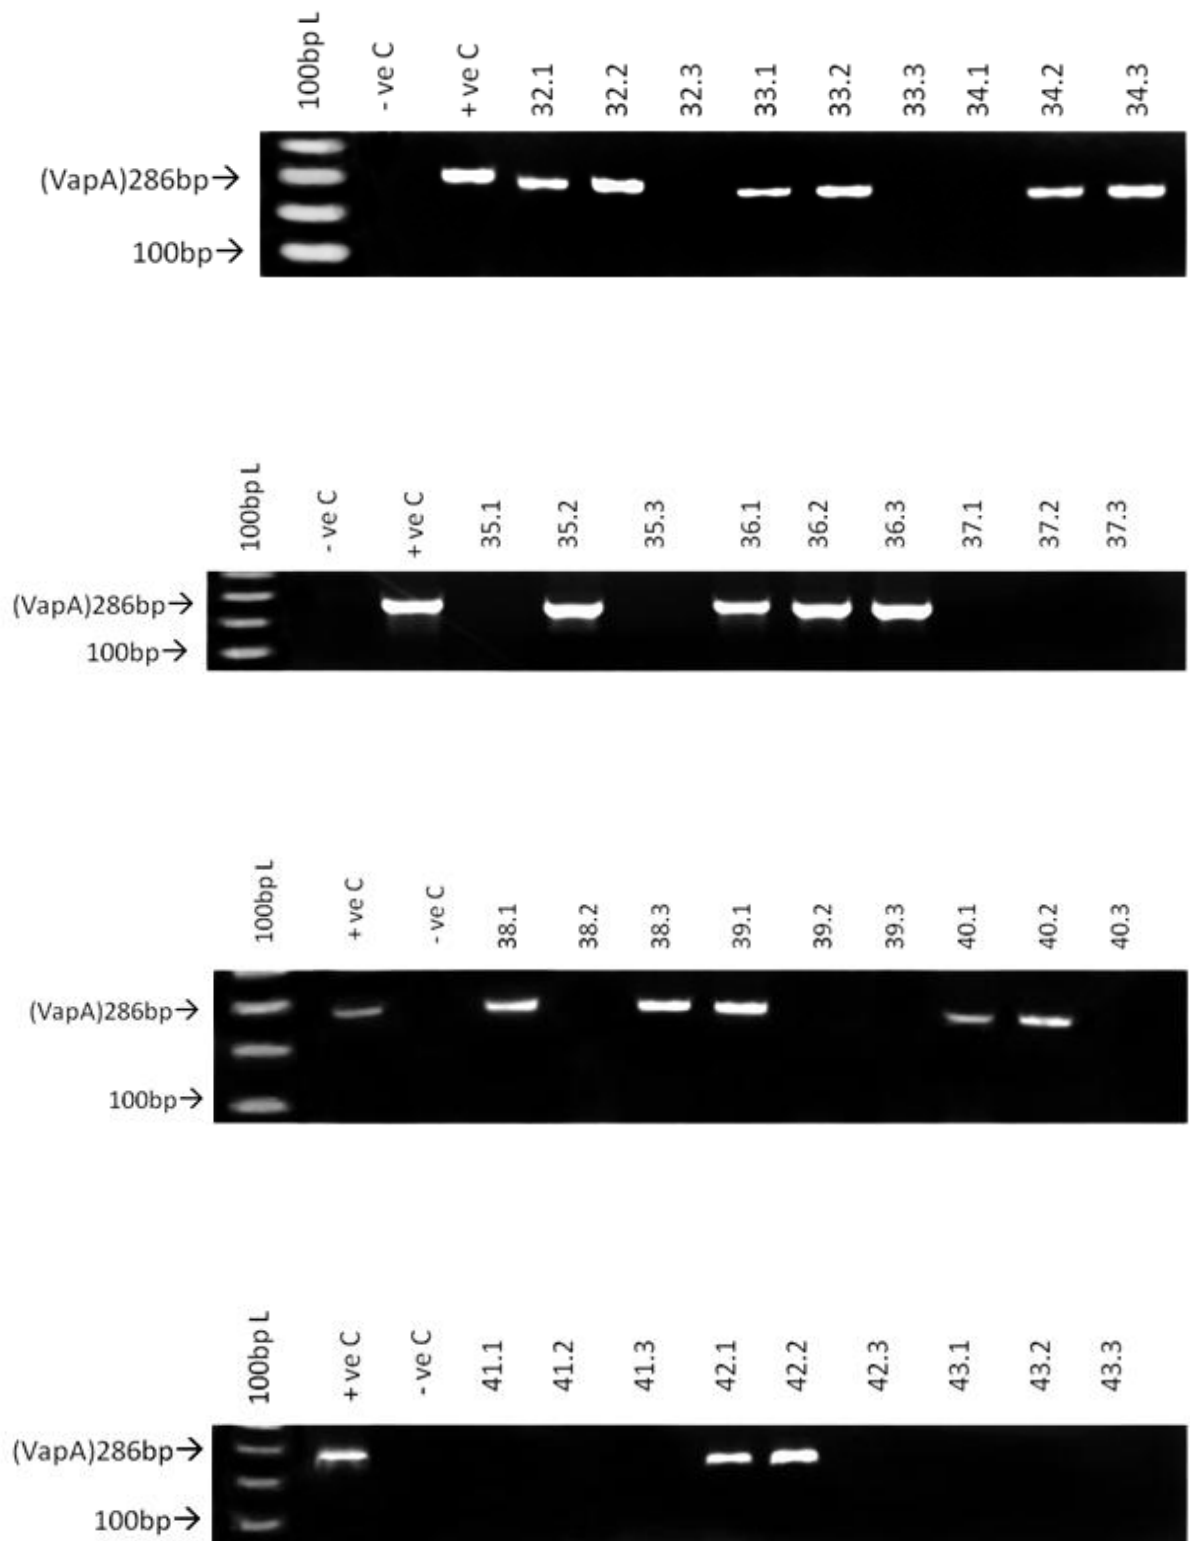 100bp L - ve C + ve C 32.1 32.2 32.3 33.1 33.2 33.3 34.1 34.2 34.3
(VapA)286bp→
100bp→
100bp L - ve C + ve C 35.1 35.2 35.3 36.1 36.2 36.3 37.1 37.2 37.3
(VapA)286bp→
100bp→
100bp L + ve C - ve C 38.1 38.2 38.3 39.1 39.2 39.3 40.1 40.2 40.3
(VapA)286bp→
100bp→
100bp L + ve C - ve C 41.1 41.2 41.3 42.1 42.2 42.3 43.1 43.2 43.3
(VapA)286bp→
100bp→